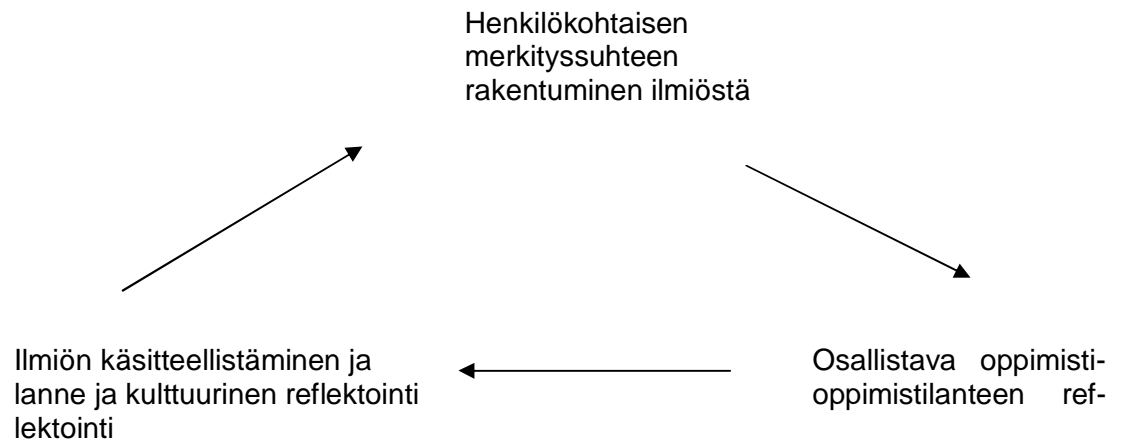 Henkilökohtaisen
merkityssuhteen
rakentuminen ilmiöstä
Ilmiön käsitteellistäminen ja
lanne ja kulttuurinen reflektointi
lektointi
Osallistava oppimisti-
oppimistilanteen ref-